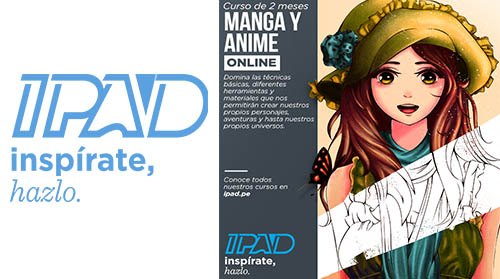 IPAD
inspírate,
hazlo.
Curso de 2 meses
MANGA Y
ANIME
ONLINE
Domina las técnicas
básicas, diferentes
herramientas y
materiales que nos
permitirán crear nuestros
propios personajes,
aventuras y hasta nuestros
propios universos.
Conoce todos
nuestros cursos en
ipad.pe
IPAD
inspírate,
hazlo.